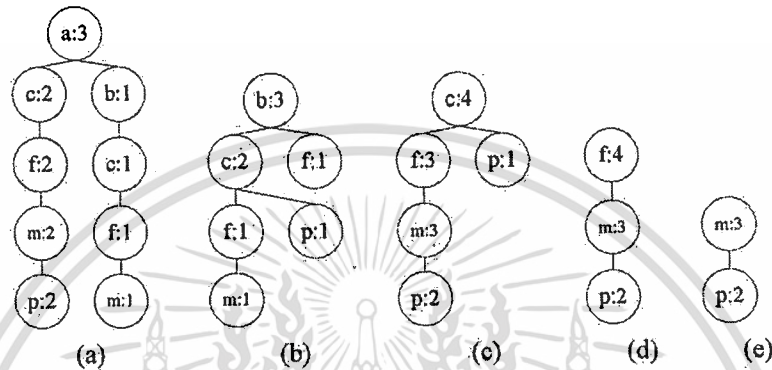 a:3
c:2 b:1 b:3 c:4
f:2 c:1 c:2 f:1 f:3 p:1 f:4
m:2 f:1 f:1 p:1 m:3 m:3 m:3
p:2 m:1 m:1 p:2 p:2 p:2
(a) (b) (c) (d) (e)